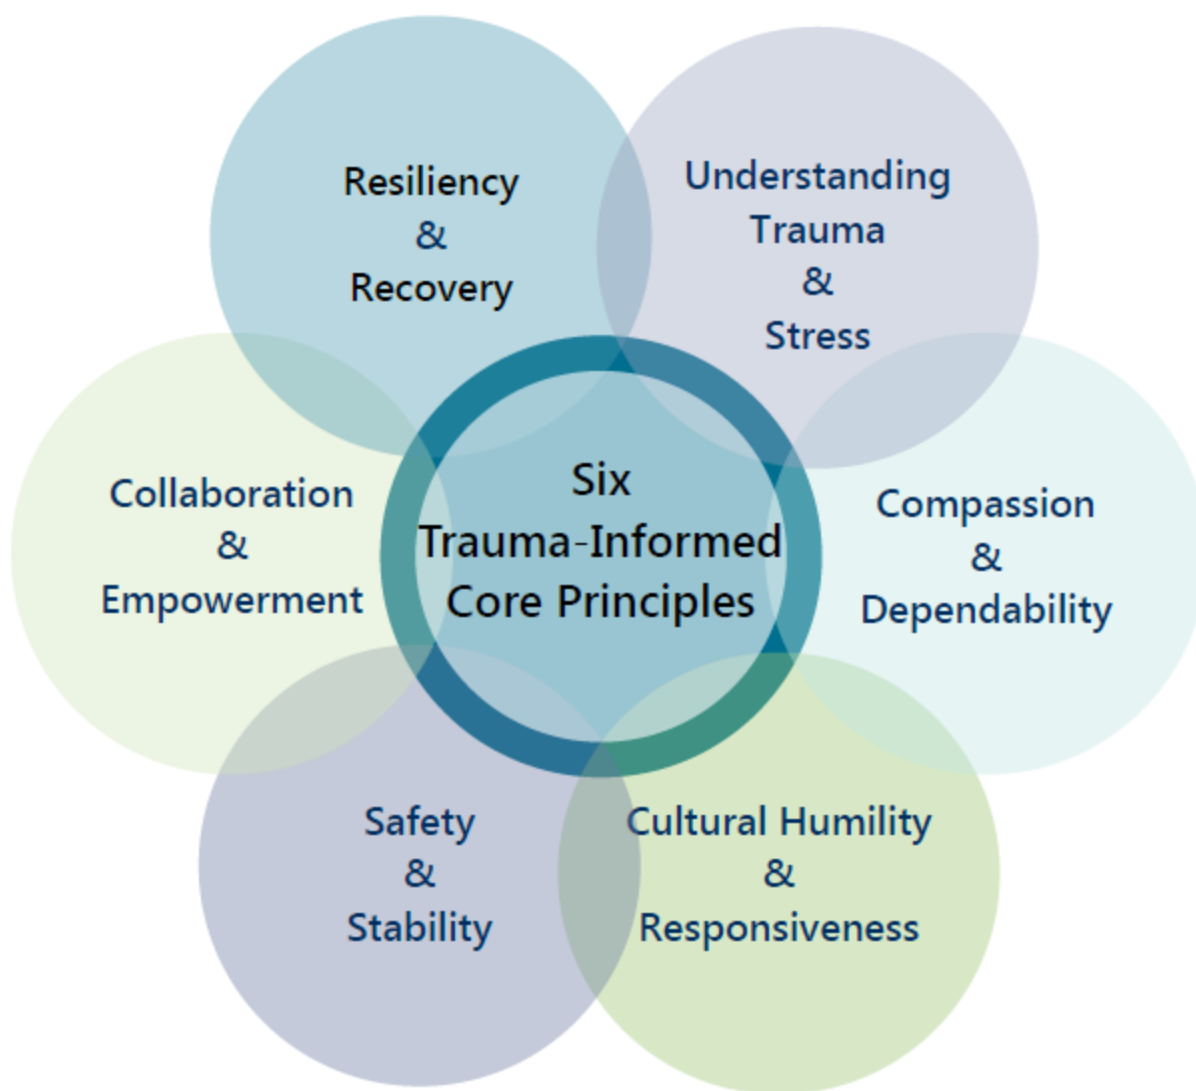 Resiliency
&
Recovery
Understanding
Trauma
&
Stress
Collaboration
&
Empowerment
Six
Trauma-Informed
Core Principles
Compassion
&
Dependability
Safety
&
Stability
Cultural Humility
&
Responsiveness